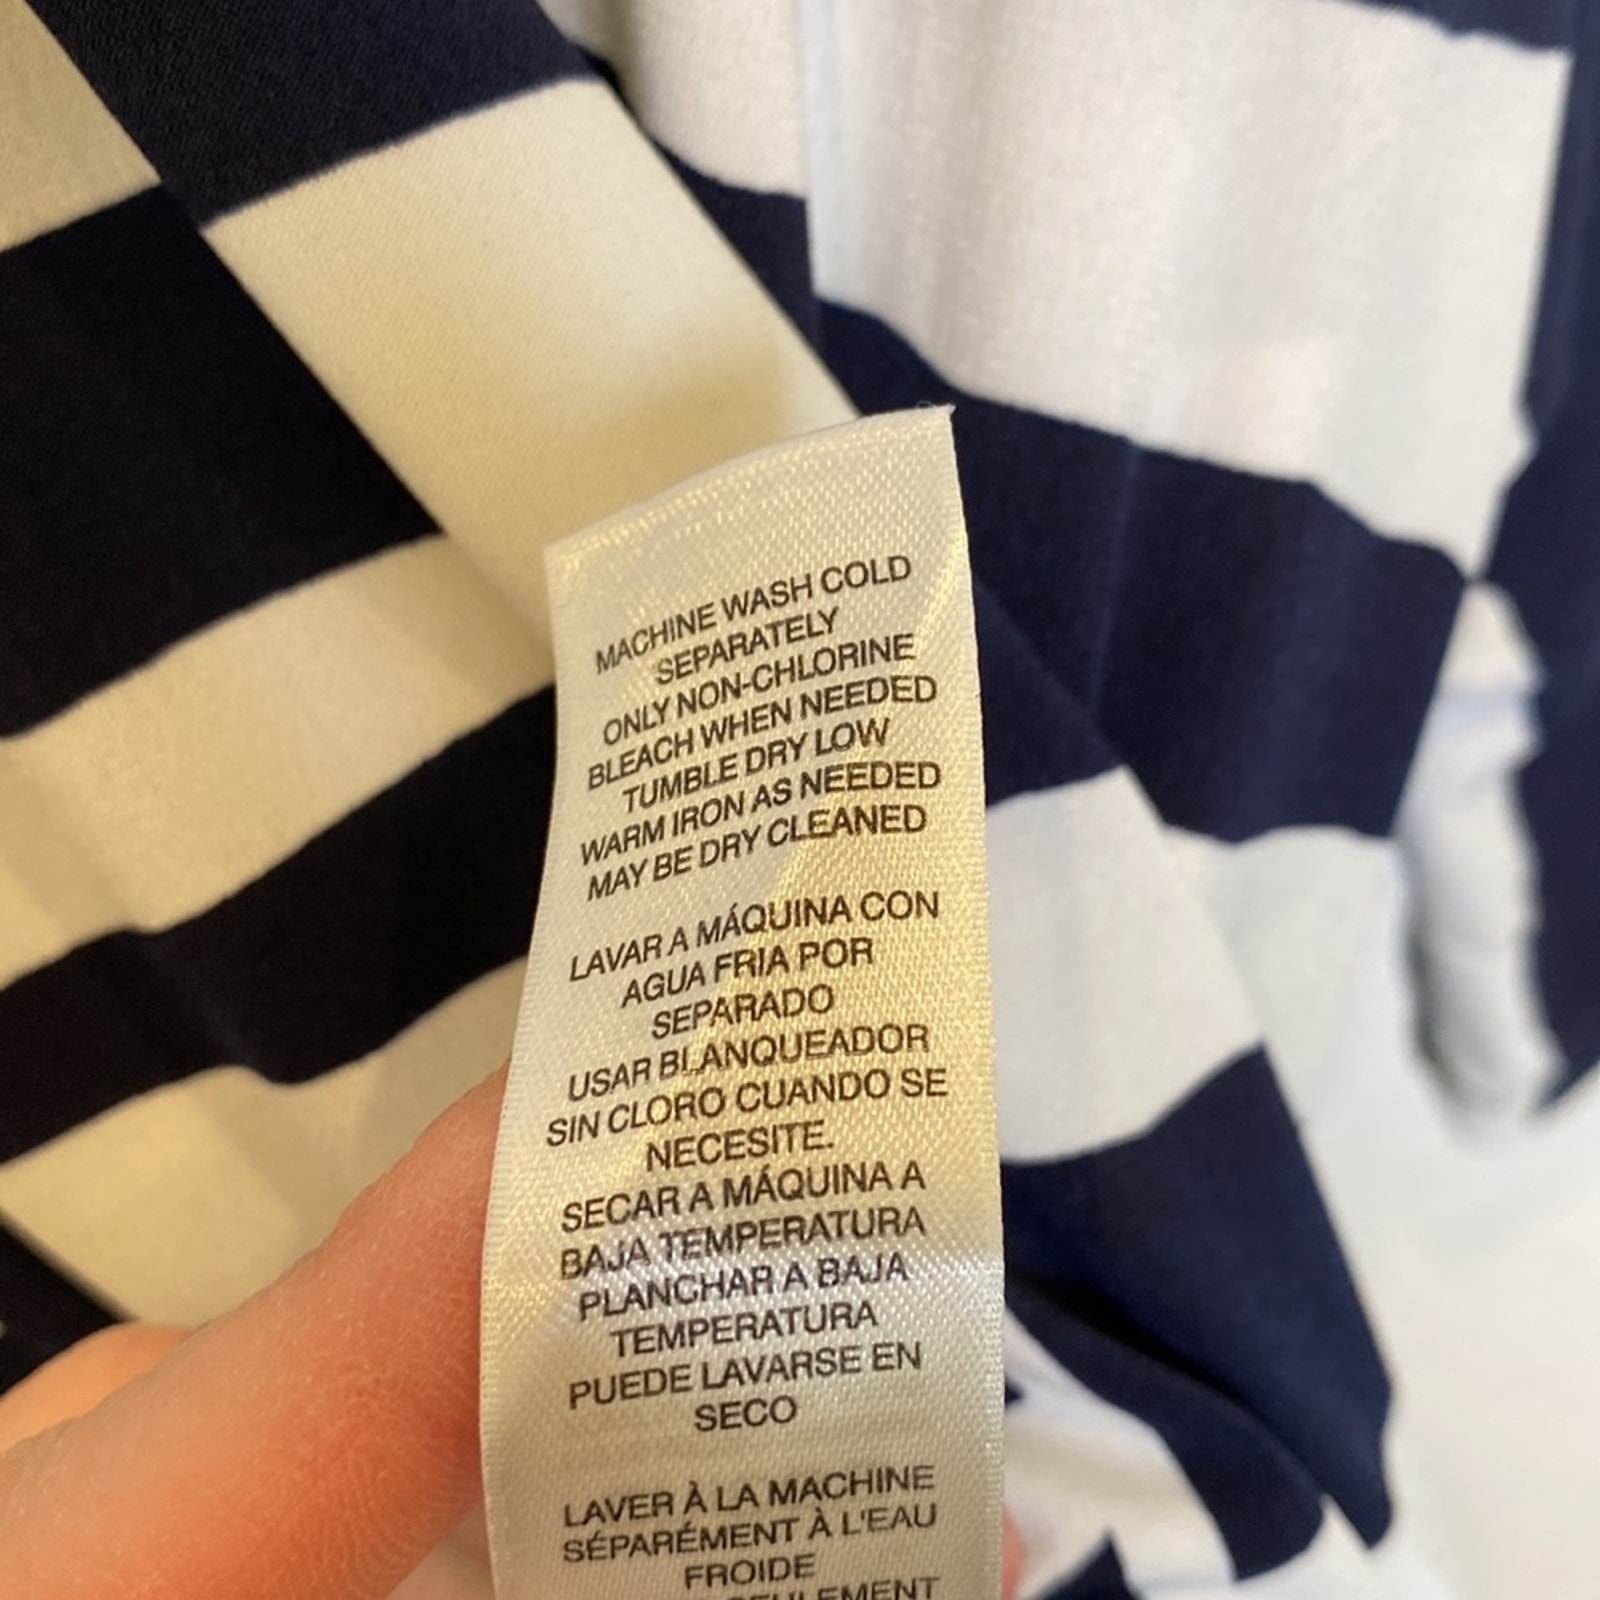 MACHINE WASH COLD
SEPARATELY
ONLY NON-CHLORINE
BLEACH WHEN NEEDED
TUMBLE DRY LOW
WARM IRON AS NEEDED
MAY BE DRY CLEANED
LAVAR A MÁQUINA CON
AGUA FRIA POR
SEPARADO
USAR BLANQUEADOR
SIN CLORO CUANDO SE
NECESITE.
SECAR A MÁQUINA A
BAJA TEMPERATURA
PLANCHAR A BAJA
TEMPERATURA
PUEDE LAVARSE EN
SECO
LAVER À LA MACHINE
SÉPARÉMENT À L'EAU
FROIDE
SEULEMENT